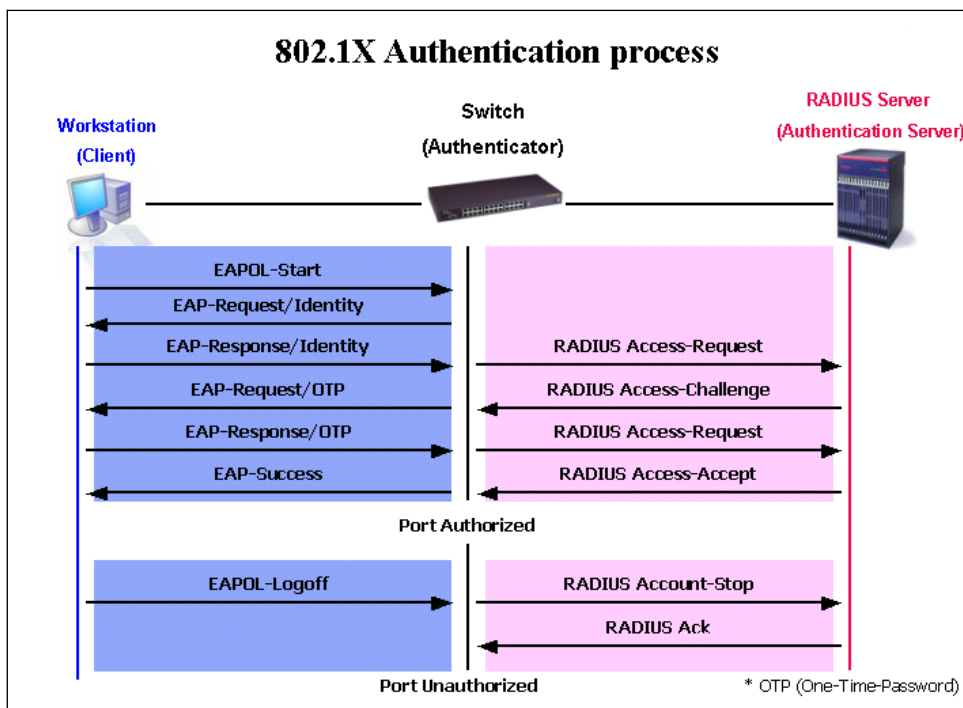 802.1X Authentication process
RADIUS Server
(Authentication Server)
Switch
(Authenticator)
Workstation
(Client)
EAPOL-Start
EAP-Request/Identity
EAP-Response/Identity
RADIUS Access-Request
EAP-Request/OTP
RADIUS Access-Challenge
EAP-Response/OTP
RADIUS Access-Request
EAP-Success
RADIUS Access-Accept
Port Authorized
EAPOL-Logoff
RADIUS Account-Stop
RADIUS Ack
Port Unauthorized
* OTP (One-Time-Password)